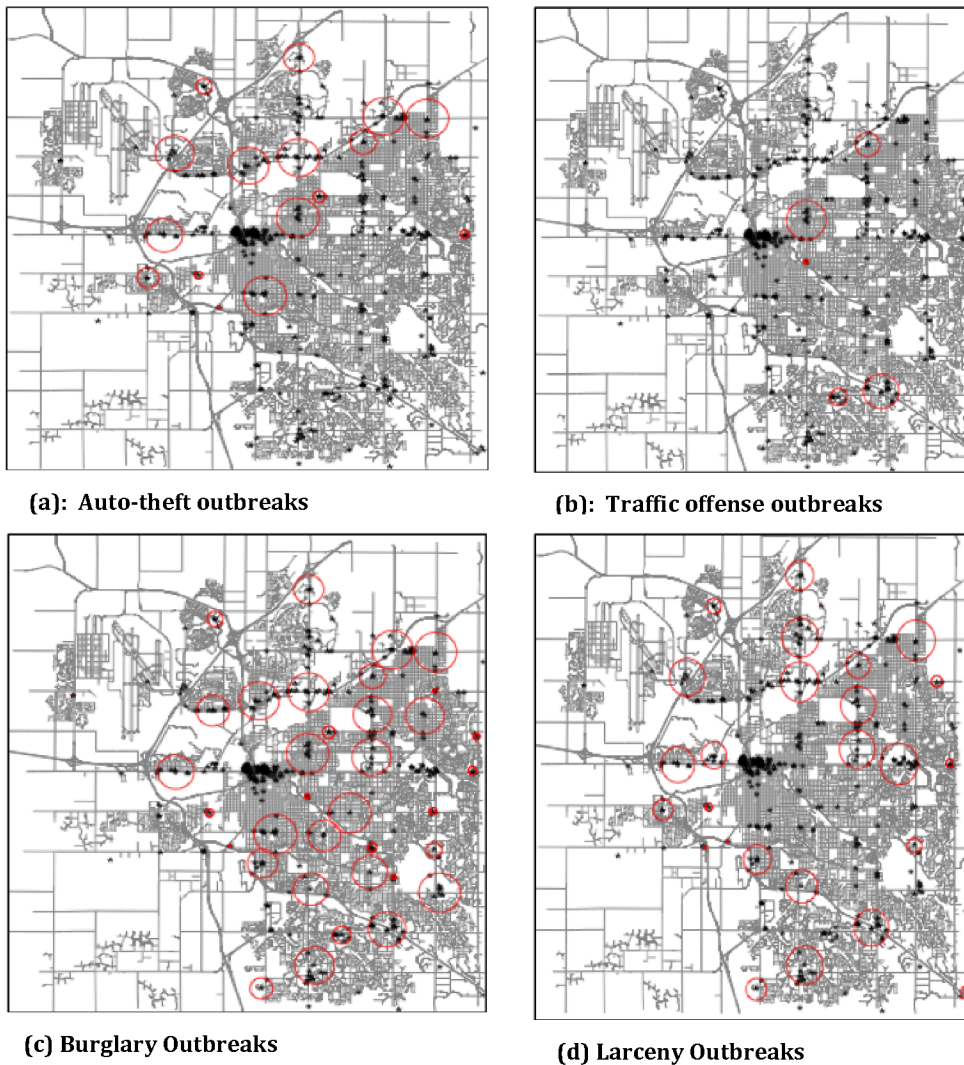 (a): Auto-theft outbreaks
(b): Traffic offense outbreaks
(c) Burglary Outbreaks
(d) Larceny Outbreaks